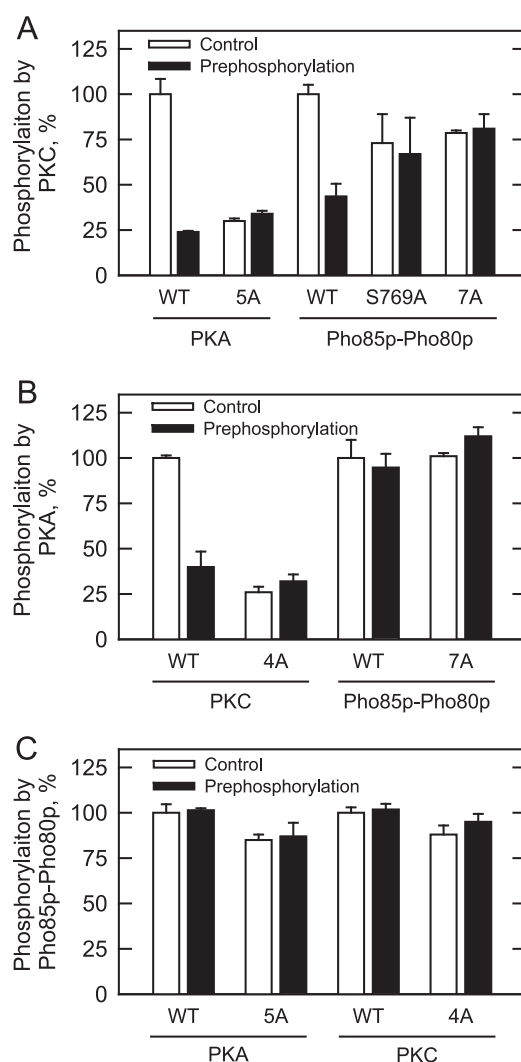 A
Phosphorylaiton by
PKC, %
125
100
75
50
25
0
Control
Prephosphorylation
WT 5A WT S769A 7A
PKA Pho85p-Pho80p
B
Phosphorylaiton by
PKA, %
125
100
75
50
25
0
Control
Prephosphorylation
WT 4A WT 7A
PKC Pho85p-Pho80p
C
Phosphorylaiton by
Pho85p-Pho80p, %
125
100
75
50
25
0
Control
Prephosphorylation
WT 5A WT 4A
PKA PKC